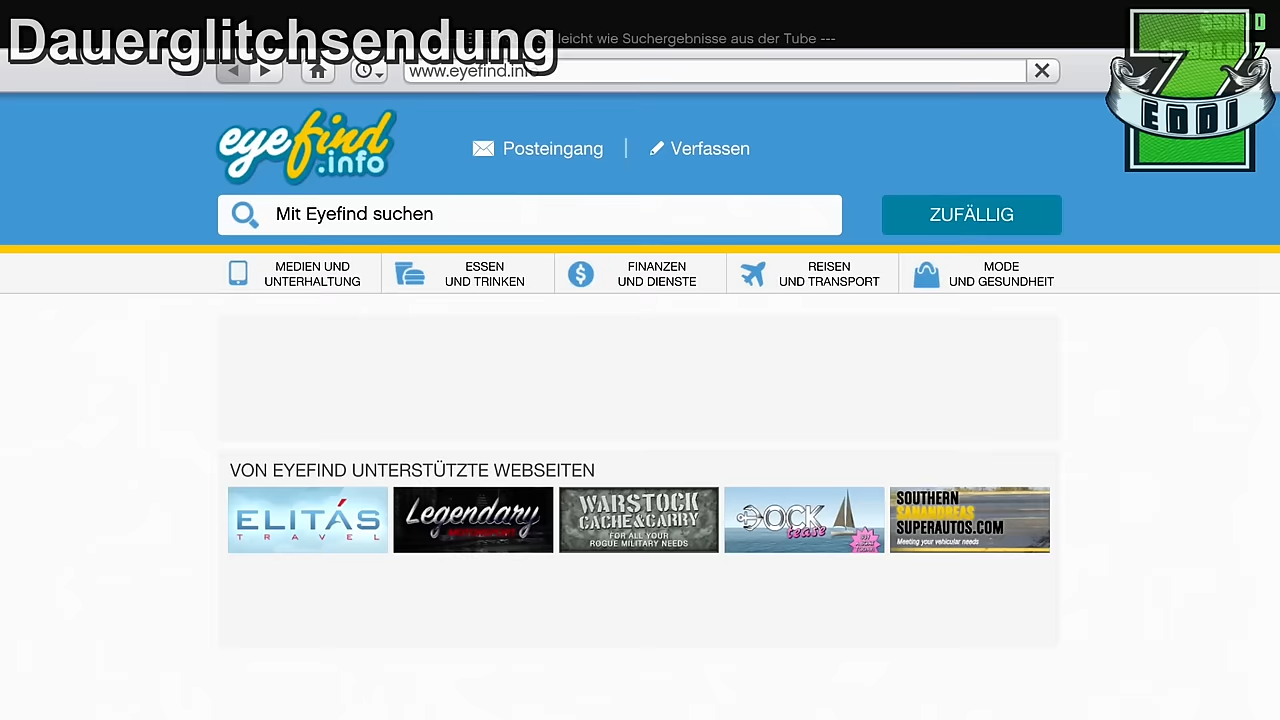 Dauerglitchsendung
leicht wie Suchergebnisse aus der Tube ---
www.eyefind.info
ENDI
eyefind
.info
Posteingang
Verfassen
Mit Eyefind suchen
ZUFÄLLIG
MEDIEN UND
UNTERHALTUNG
ESSEN
UND TRINKEN
FINANZEN
UND DIENSTE
REISEN
UND TRANSPORT
MODE
UND GESUNDHEIT
VON EYEFIND UNTERSTÜTZTE WEBSEITEN
ELITÁS
TRAVEL
Legendary
WARSTOCK
CACHE&CARRY
FOR ALL YOUR
ROGUE MILITARY NEEDS
DOCK
tease
SOUTHERN
SANANDREAS
SUPERAUTOS.COM
Meeting your vehicular needs